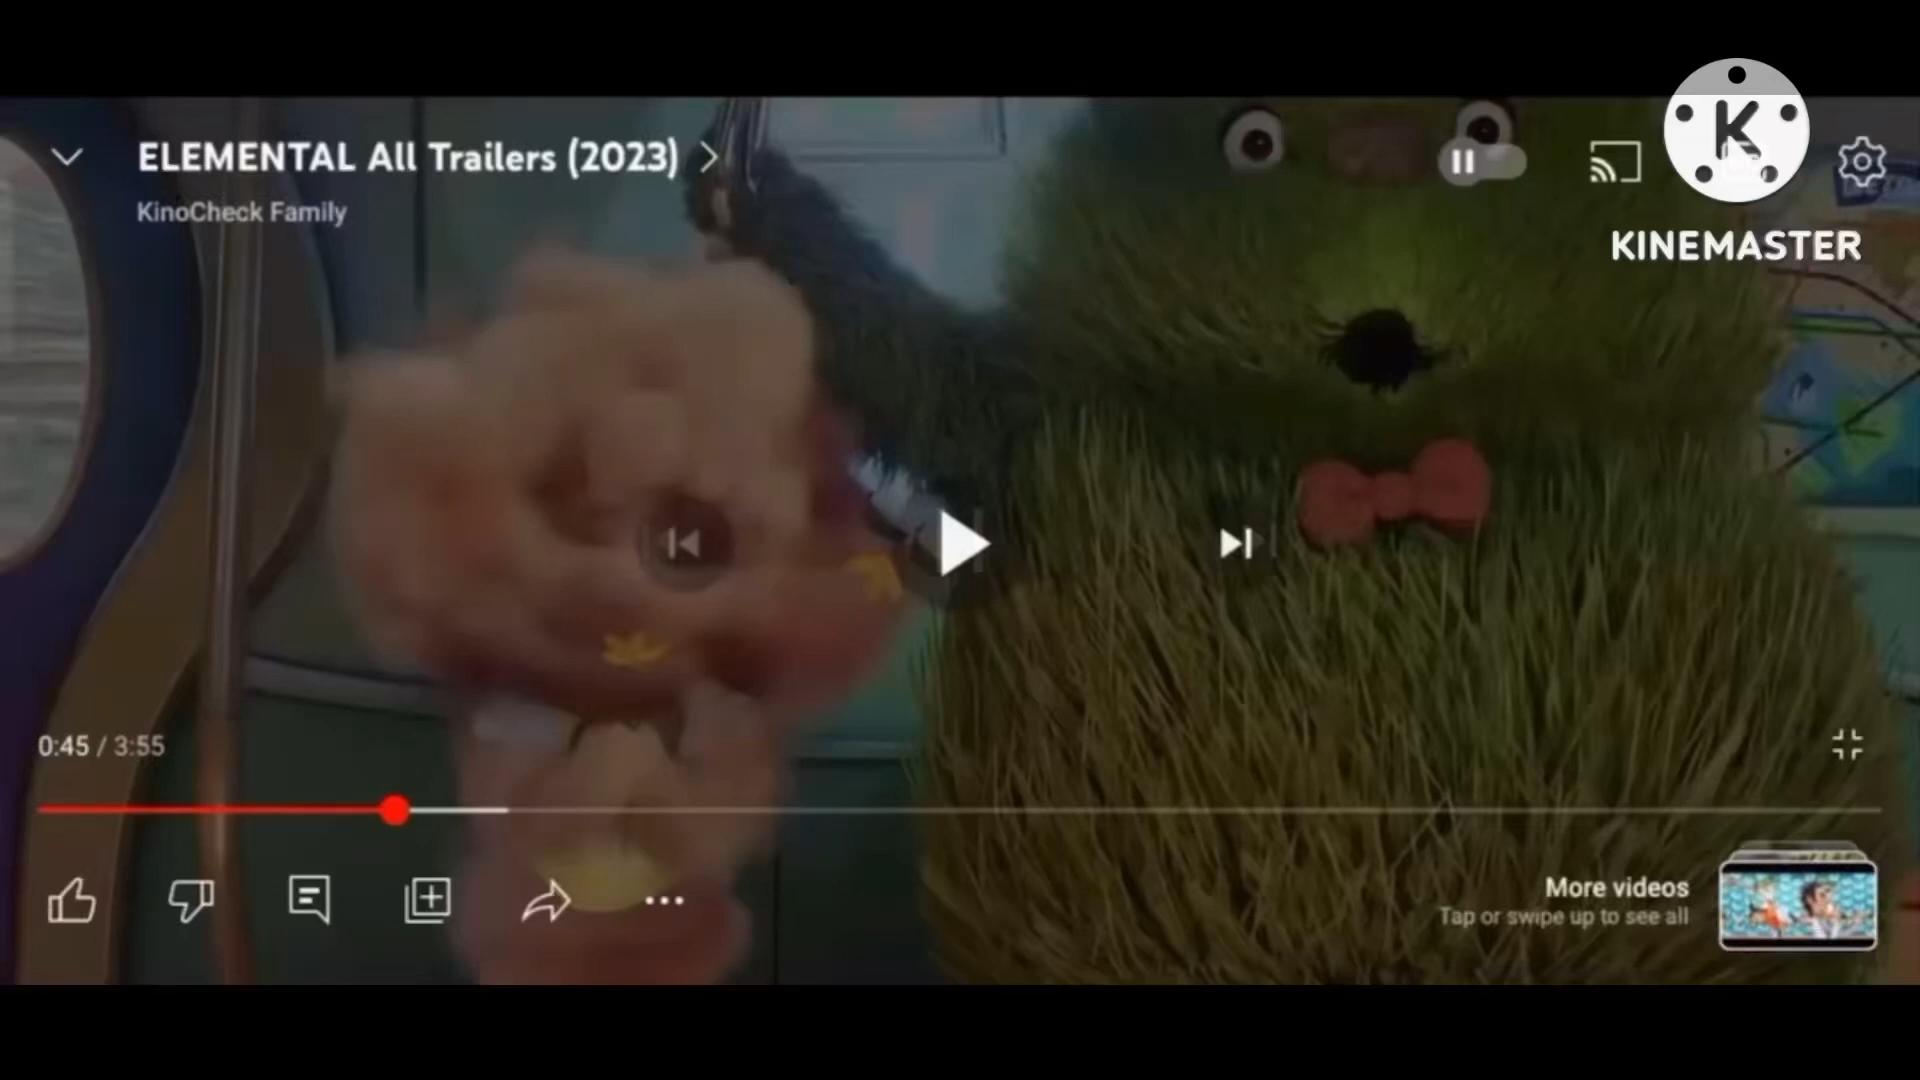 ELEMENTAL All Trailers (2023)
KinoCheck Family
K
KINEMASTER
0:45 / 3:55
More videos
Tap or swipe up to see all